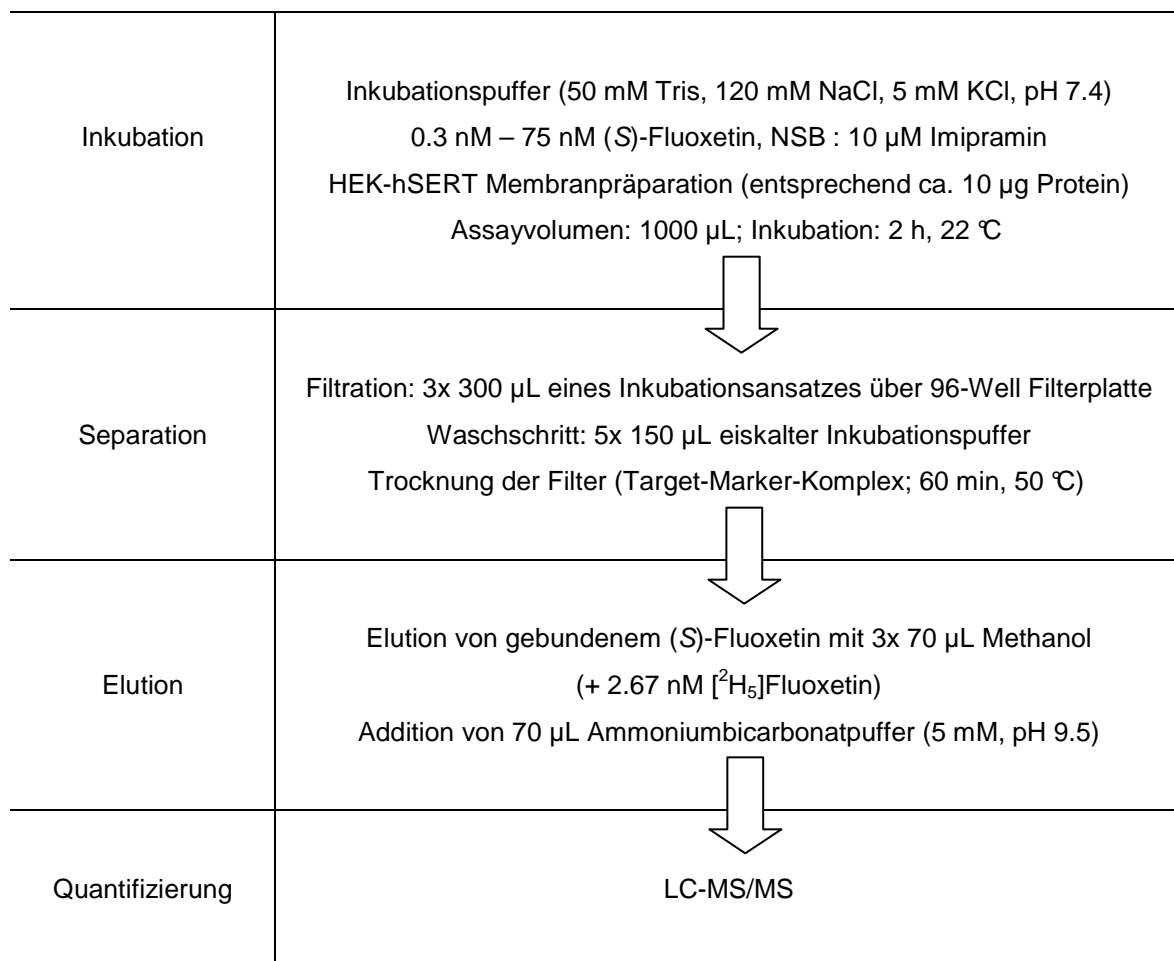 Inkubation
Inkubationspuffer (50 mM Tris, 120 mM NaCl, 5 mM KCl, pH 7.4)
0.3 nM – 75 nM (S)-Fluoxetin, NSB : 10 µM Imipramin
HEK-hSERT Membranpräparation (entsprechend ca. 10 µg Protein)
Assayvolumen: 1000 µL; Inkubation: 2 h, 22 ℃
Separation
Filtration: 3x 300 µL eines Inkubationsansatzes über 96-Well Filterplatte
Waschschritt: 5x 150 µL eiskalter Inkubationspuffer
Trocknung der Filter (Target-Marker-Komplex; 60 min, 50 ℃)
Elution
Elution von gebundenem (S)-Fluoxetin mit 3x 70 µL Methanol
(+ 2.67 nM [²H₅]Fluoxetin)
Addition von 70 µL Ammoniumbicarbonatpuffer (5 mM, pH 9.5)
Quantifizierung
LC-MS/MS